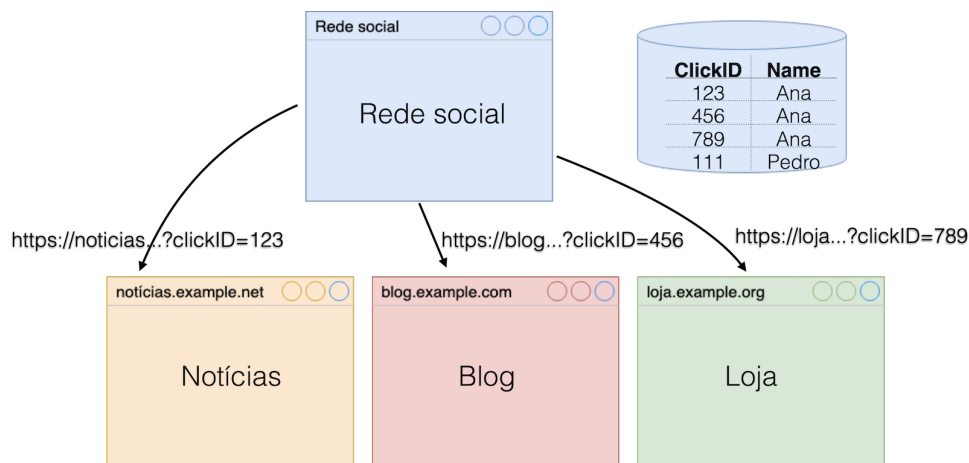 Rede social
Rede social
ClickID Name
123 Ana
456 Ana
789 Ana
111 Pedro
https://noticias...?clickID=123
https://blog...?clickID=456
https://loja...?clickID=789
notícias.example.net
blog.example.com
loja.example.org
Notícias
Blog
Loja